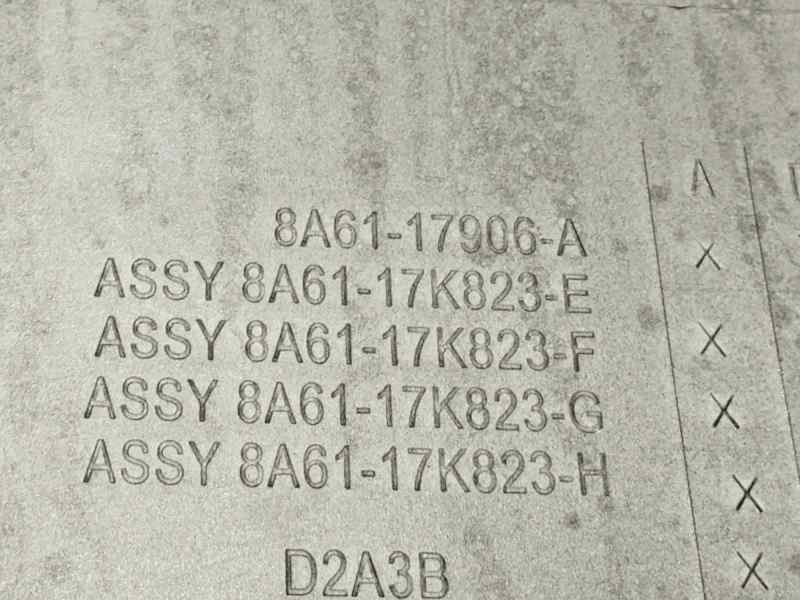 A
8A61-17906-A X
ASSY 8A61-17K823-E
ASSY 8A61-17K823-F X
ASSY 8A61-17K823-G X
ASSY 8A61-17K823-H X
D2A3B X